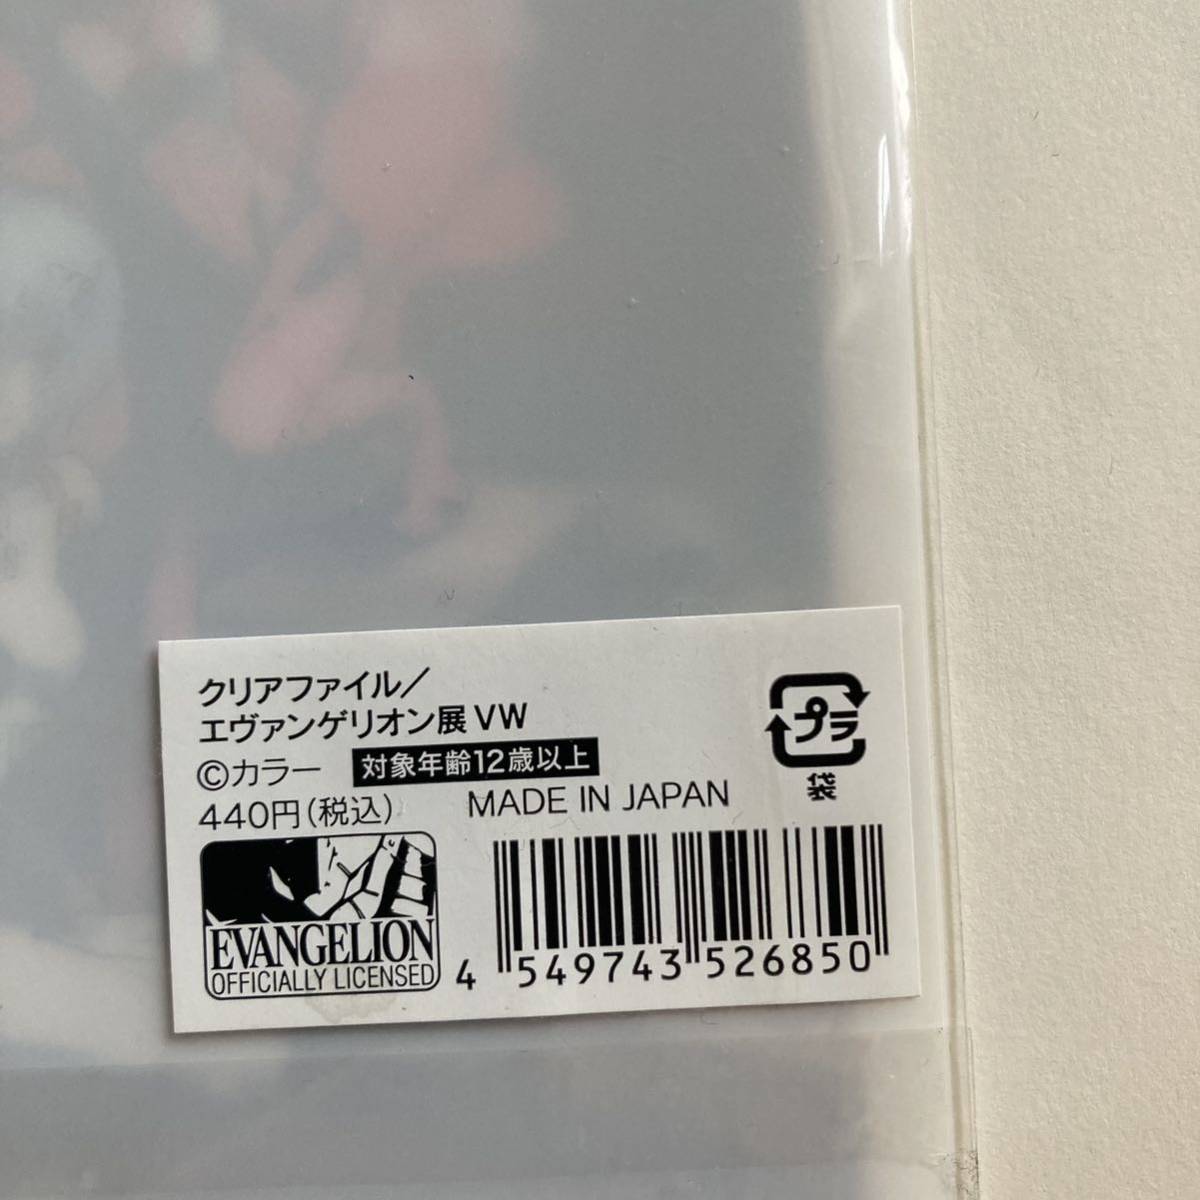 クリアファイル/
エヴァンゲリオン展VW
©カラー 対象年齢12歳以上
440円(税込) MADE IN JAPAN
プラ
袋
EVANGELION
OFFICIALLY LICENSED
4 549743 526850